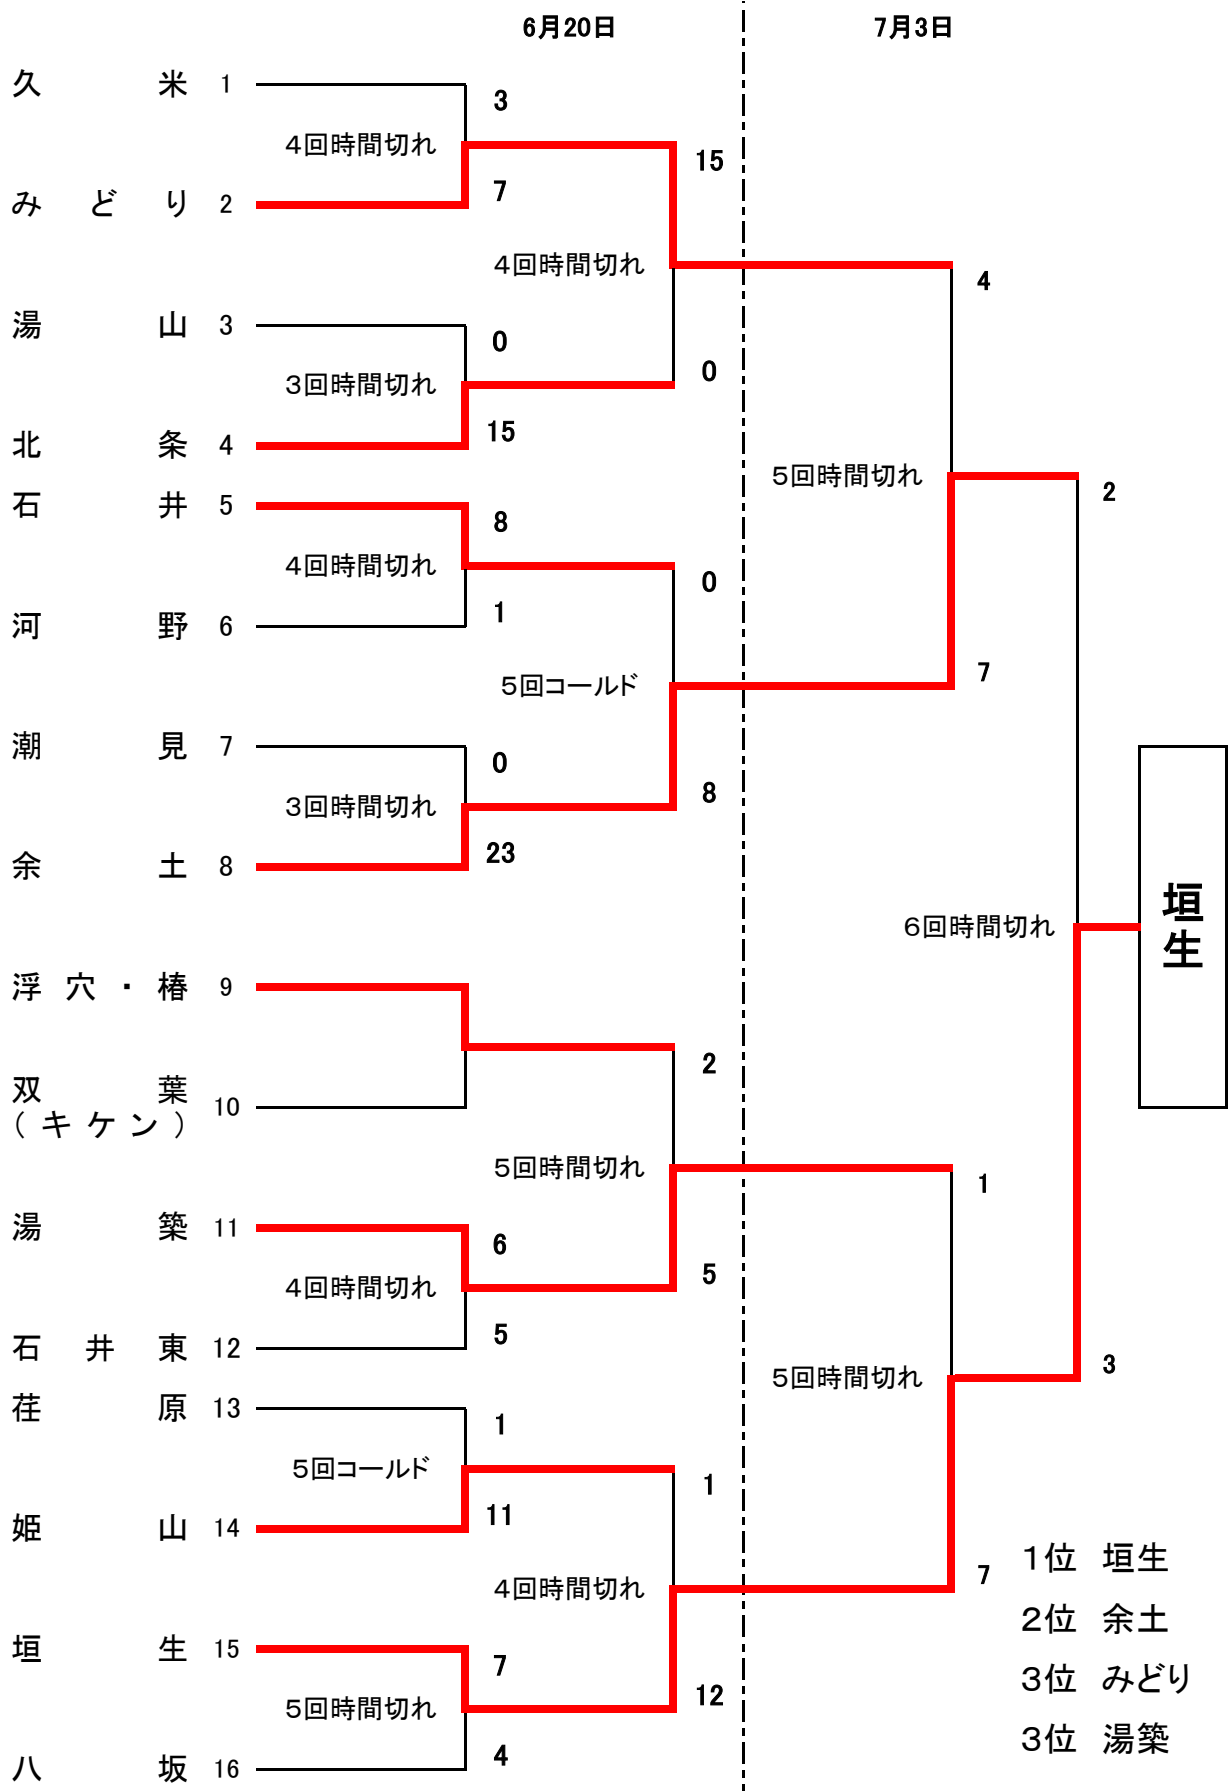 6月20日
7月3日
久米 1
3
4回時間切れ
15
みどり 2
7
4回時間切れ
4
湯山 3
0
3回時間切れ
0
北条 4
15
5回時間切れ
2
石井 5
8
4回時間切れ
0
河野 6
1
5回コールド
7
潮見 7
0
3回時間切れ
8
余土 8
23
垣生
6回時間切れ
浮穴・椿 9
2
双葉 10
(キケン)
5回時間切れ
1
湯築 11
6
4回時間切れ
5
石井東 12
5
5回時間切れ
3
荏原 13
1
5回コールド
1
姫山 14
11
4回時間切れ
7
垣生 15
7
5回時間切れ
12
八坂 16
4
1位 垣生
2位 余土
3位 みどり
3位 湯築